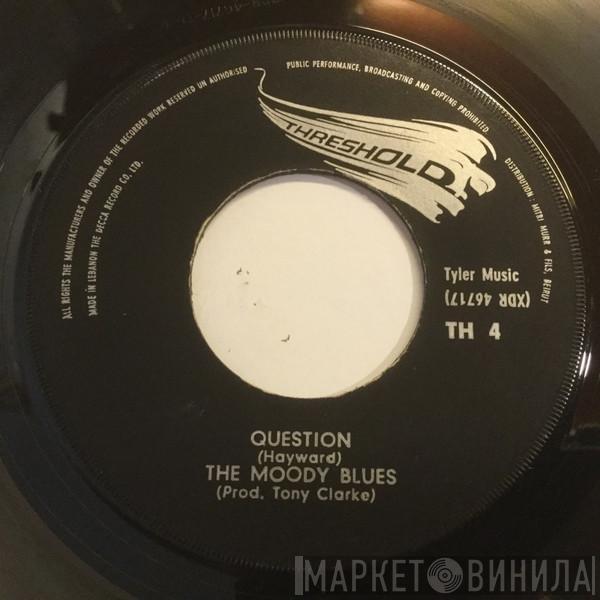 ALL RIGHTS THE MANUFACTURERS AND OWNER OF THE RECORDED WORK RESERVED UN AUTHORISED
PUBLIC PERFORMANCE, BROADCASTING AND COPYING PROHIBITED
MADE IN LEBANON THE DECCA RECORD CO. LTD.
DISTRIBUTION : MITRI MURR & FILS, BEIRUT
THRESHOLD
Tyler Music
(XDR 46717)
TH 4
QUESTION
(Hayward)
THE MOODY BLUES
(Prod. Tony Clarke)
МАРКЕТ ВИНИЛА